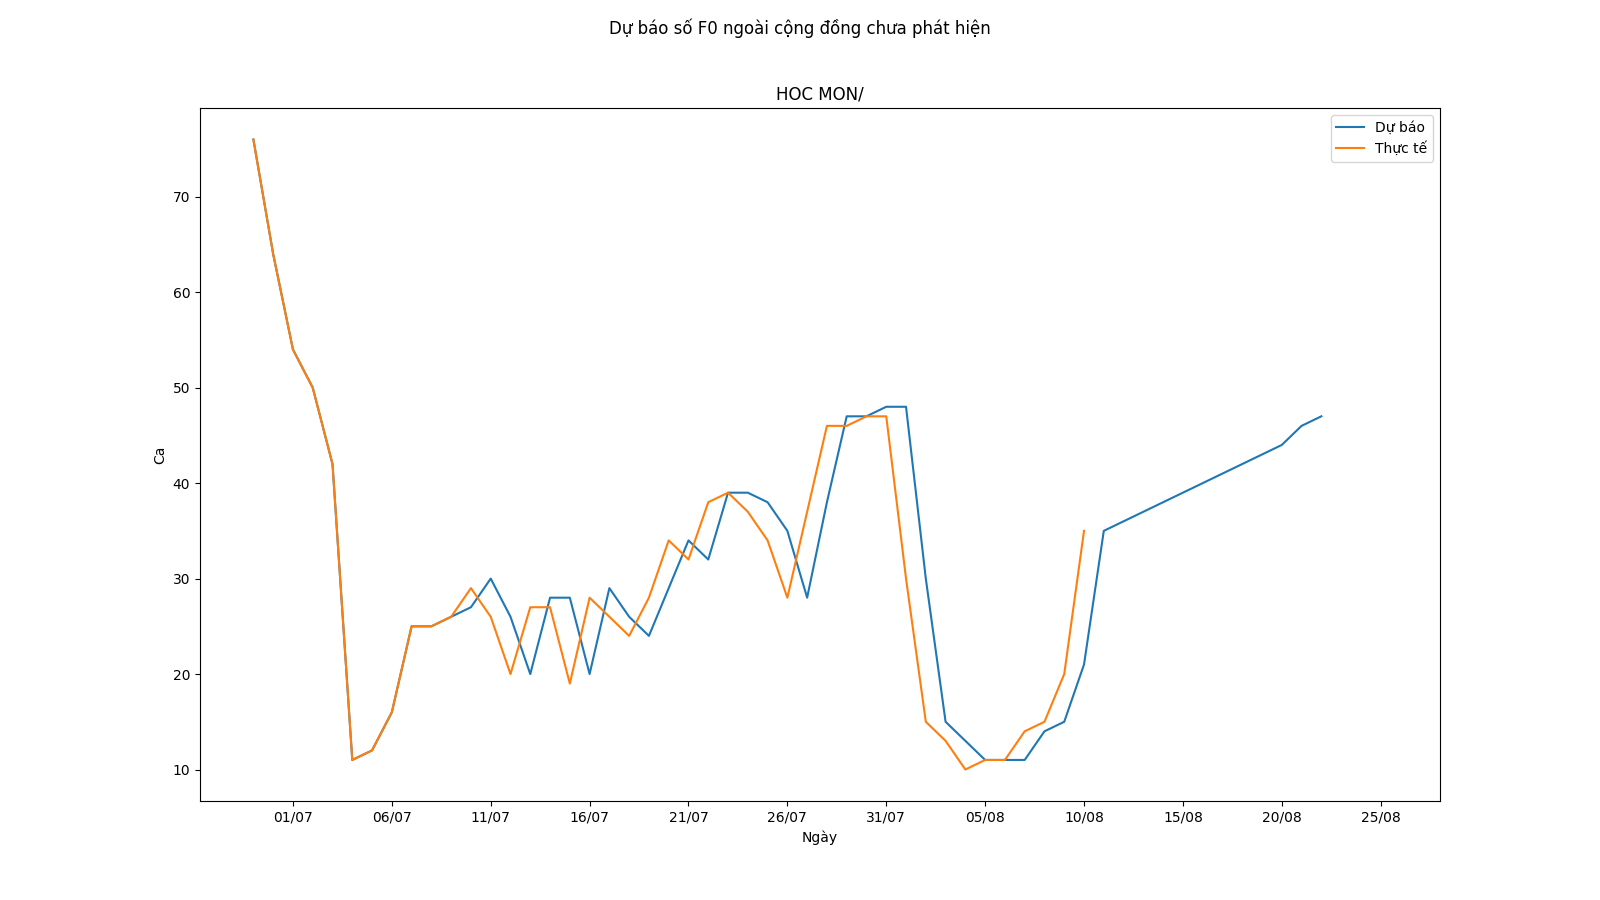 Dự báo số F0 ngoài cộng đồng chưa phát hiện
HOC MON/
Dự báo
Thực tế
70
60
50
40
30
20
10
Ca
01/07 06/07 11/07 16/07 21/07 26/07 31/07 05/08 10/08 15/08 20/08 25/08
Ngày